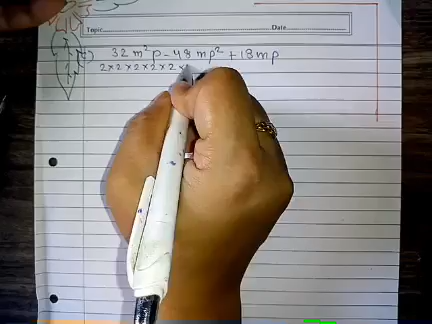 Topic Date
) 32 m²p - 48 mp² + 18mp
2 × 2 × 2 × 2 × 2 ×